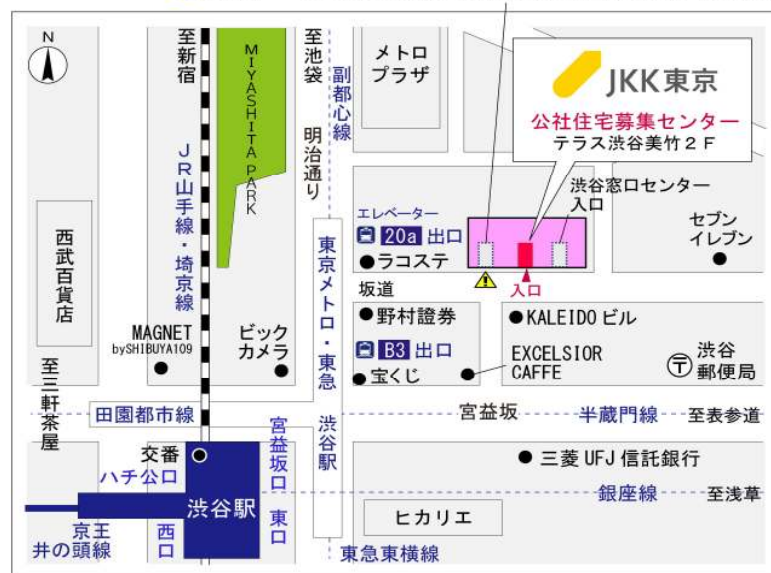 N
至新宿
MIYASHITA PARK
至池袋
副都心線
明治通り
メトロ
プラザ
JKK東京
公社住宅募集センター
テラス渋谷美竹2F
JR山手線・埼京線
渋谷窓口センター
入口
エレベーター
20a 出口
ラコステ
セブン
イレブン
西武百貨店
東京メトロ・東急
渋谷駅
坂道
入口
MAGNET
bySHIBUYA109
ビック
カメラ
野村證券
KALEIDO ビル
B3 出口
EXCELSIOR
CAFFE
宝くじ
〒
渋谷
郵便局
至三軒茶屋
田園都市線
宮益坂
半蔵門線
至表参道
宮益坂口
交番
ハチ公口
三菱 UFJ 信託銀行
渋谷駅
銀座線
至浅草
京王
井の頭線
西口
東口
ヒカリエ
東急東横線